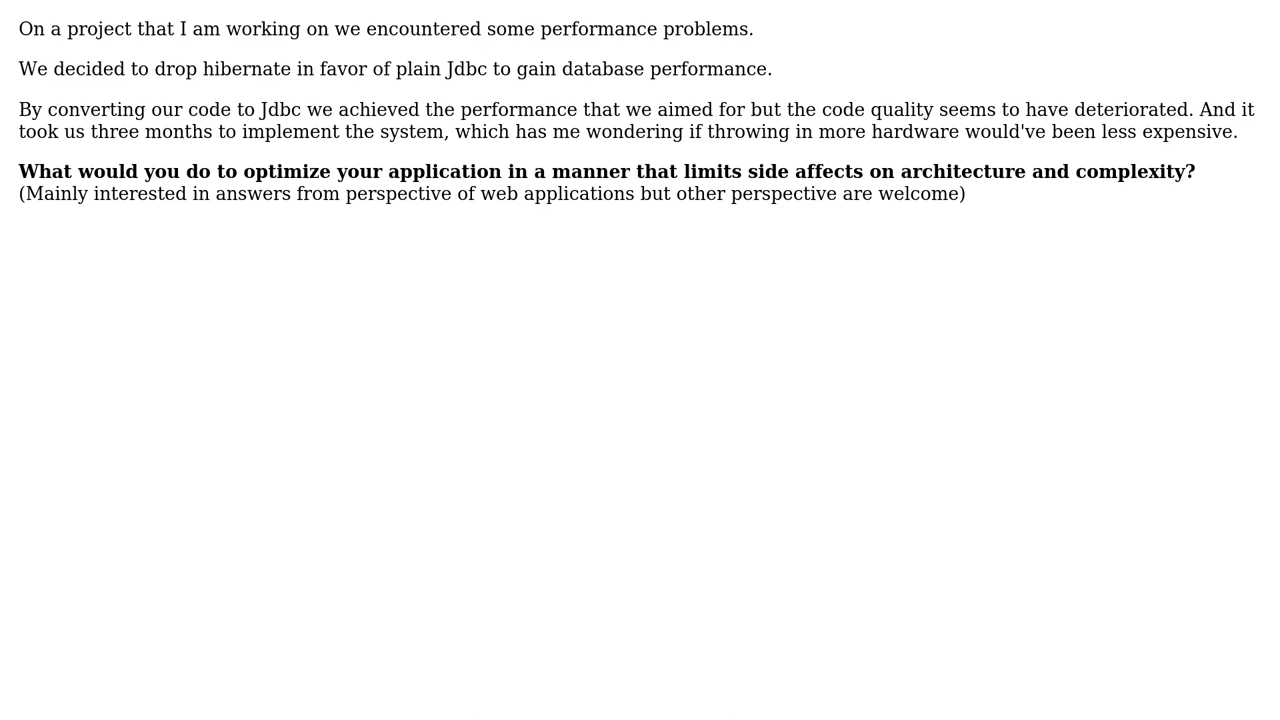 On a project that I am working on we encountered some performance problems.
We decided to drop hibernate in favor of plain Jdbc to gain database performance.
By converting our code to Jdbc we achieved the performance that we aimed for but the code quality seems to have deteriorated. And it
took us three months to implement the system, which has me wondering if throwing in more hardware would've been less expensive.
What would you do to optimize your application in a manner that limits side affects on architecture and complexity?
(Mainly interested in answers from perspective of web applications but other perspective are welcome)